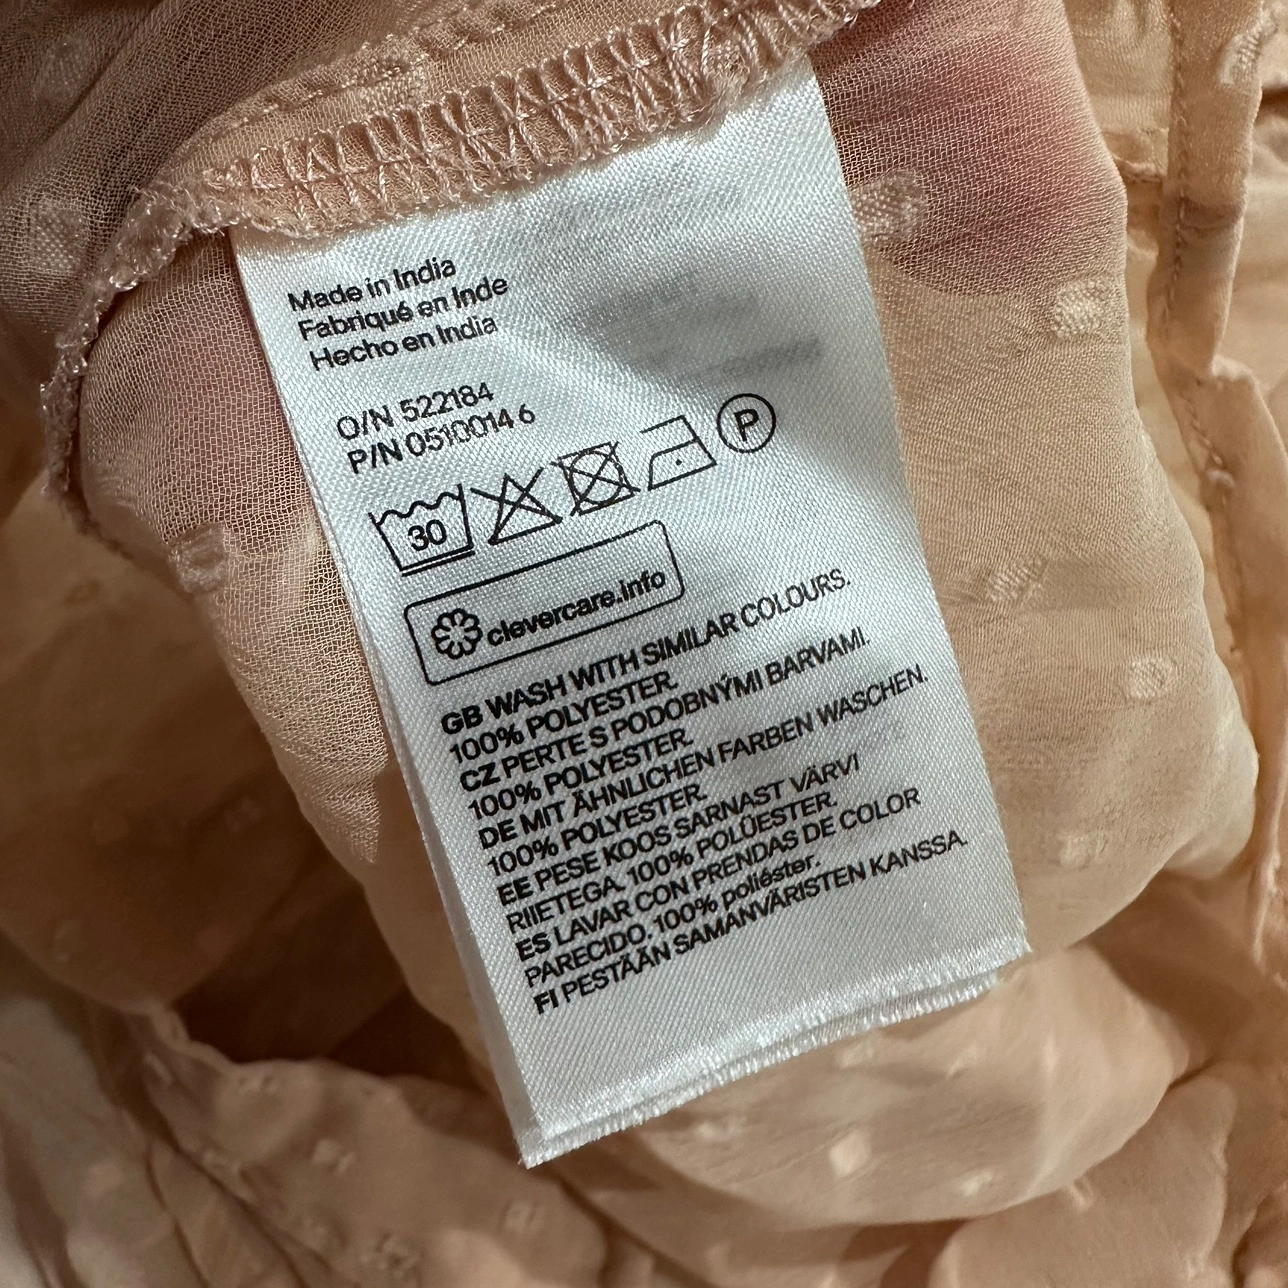 Made in India
Fabriqué en Inde
Hecho en India
O/N 522184
P/N 0510014 6
30
P
clevercare.info
GB WASH WITH SIMILAR COLOURS.
100% POLYESTER.
CZ PERTE S PODOBNÝMI BARVAMI.
100% POLYESTER.
DE MIT ÄHNLICHEN FARBEN WASCHEN.
100% POLYESTER.
EE PESE KOOS SARNAST VÄRVI
RIIETEGA. 100% POLÜESTER.
ES LAVAR CON PRENDAS DE COLOR
PARECIDO. 100% poliéster.
FI PESTÄÄN SAMANVÄRISTEN KANSSA.